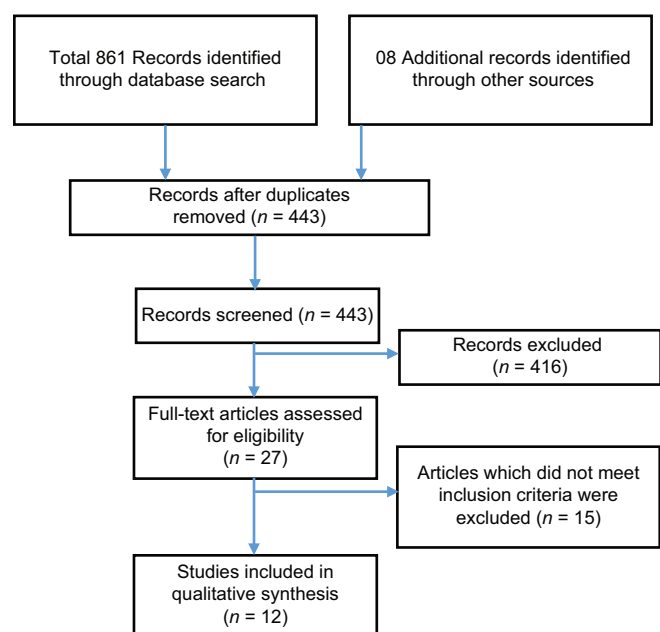 Total 861 Records identified
through database search
08 Additional records identified
through other sources
Records after duplicates
removed (n = 443)
Records screened (n = 443)
Records excluded
(n = 416)
Full-text articles assessed
for eligibility
(n = 27)
Articles which did not meet
inclusion criteria were
excluded (n = 15)
Studies included in
qualitative synthesis
(n = 12)